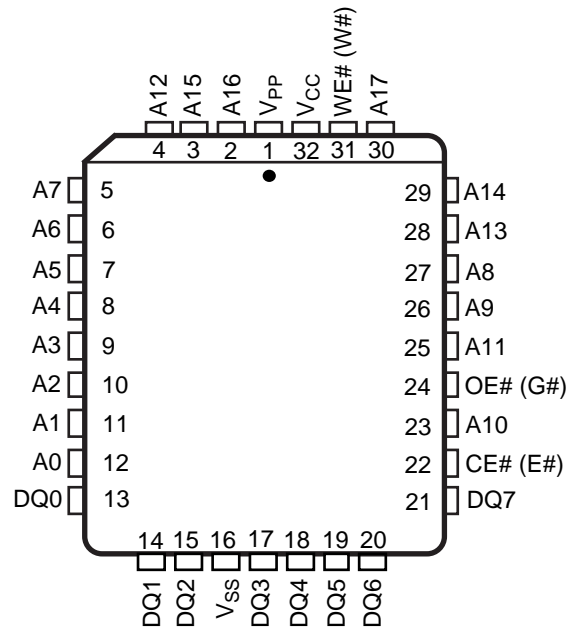 A12 A15 A16 VPP VCC WE# (W#) A17
4 3 2 1 32 31 30
A7 5 29 A14
A6 6 28 A13
A5 7 27 A8
A4 8 26 A9
A3 9 25 A11
A2 10 24 OE# (G#)
A1 11 23 A10
A0 12 22 CE# (E#)
DQ0 13 21 DQ7
14 15 16 17 18 19 20
DQ1 DQ2 VSS DQ3 DQ4 DQ5 DQ6